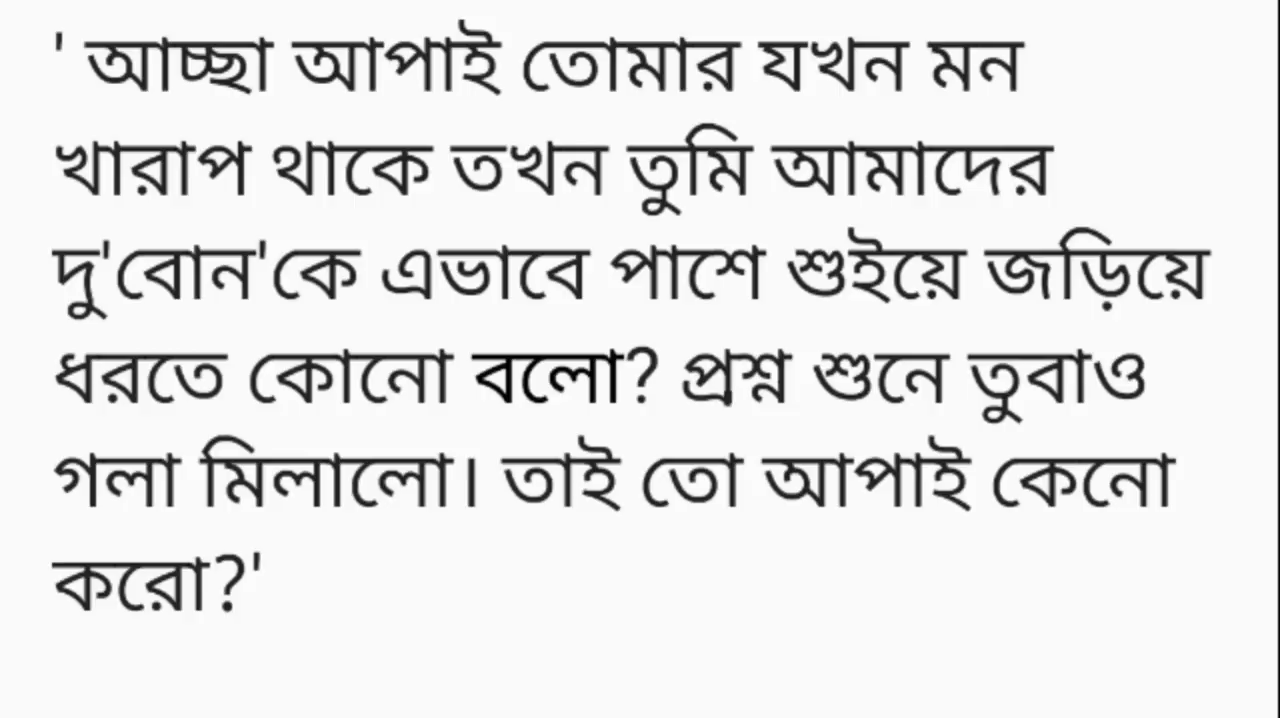 ' আচ্ছা আপাই তোমার যখন মন
খারাপ থাকে তখন তুমি আমাদের
দু'বোন'কে এভাবে পাশে শুইয়ে জড়িয়ে
ধরতে কোনো বলো? প্রশ্ন শুনে তুবাও
গলা মিলালো। তাই তো আপাই কেনো
করো?'